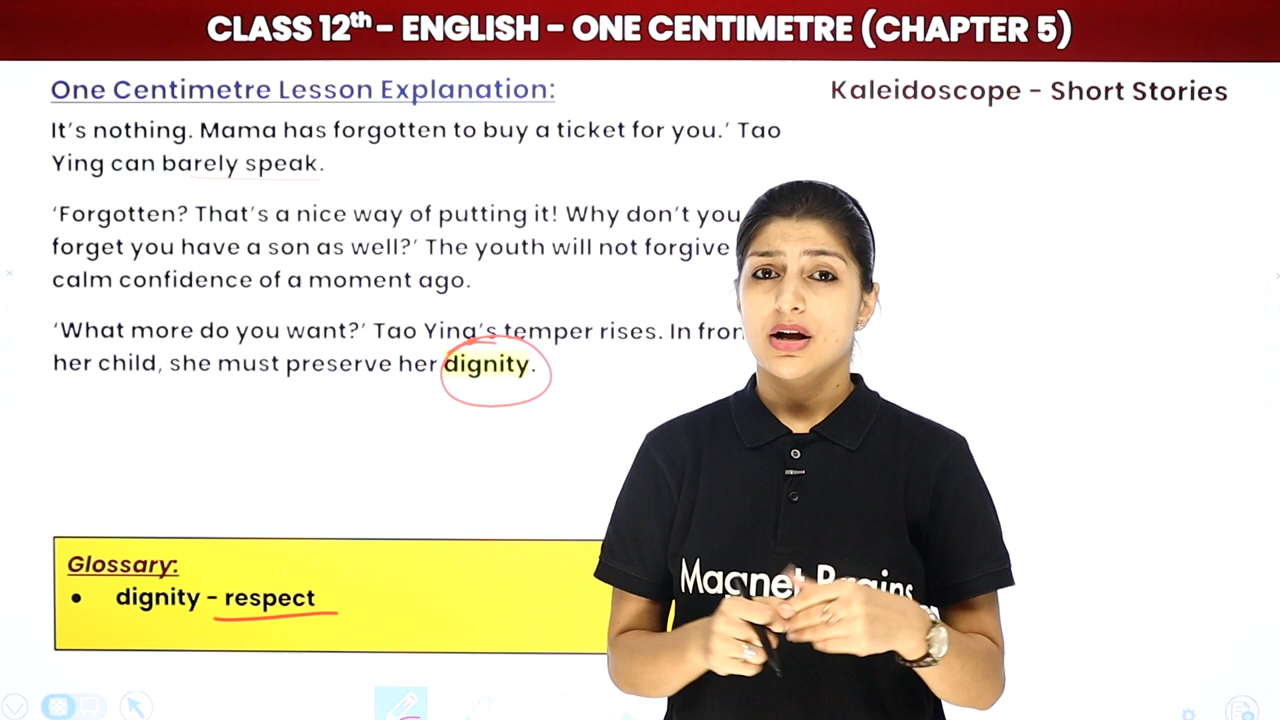 CLASS 12th - ENGLISH - ONE CENTIMETRE (CHAPTER 5)
One Centimetre Lesson Explanation:
Kaleidoscope - Short Stories
It's nothing. Mama has forgotten to buy a ticket for you.' Tao
Ying can barely speak.
'Forgotten? That's a nice way of putting it! Why don't you
forget you have a son as well?' The youth will not forgive
calm confidence of a moment ago.
'What more do you want?' Tao Ying's temper rises. In
her child, she must preserve her dignity.
Glossary:
• dignity - respect
Magnet Brains